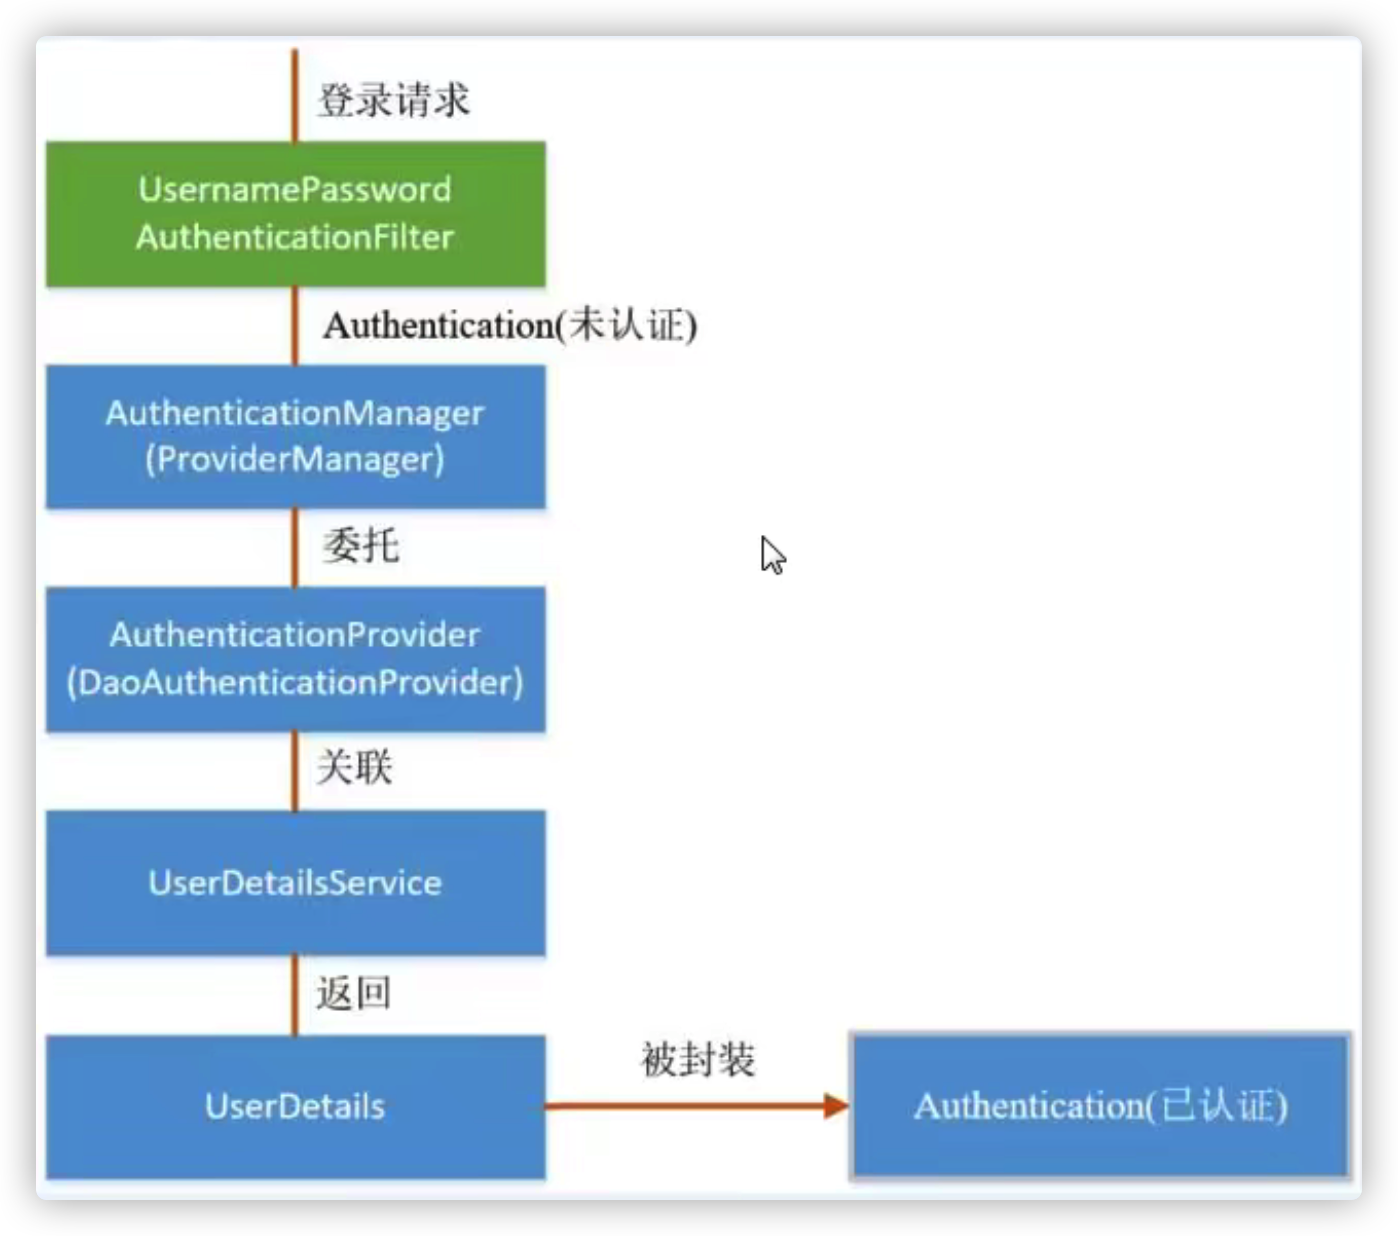 登录请求
UsernamePassword
AuthenticationFilter
Authentication(未认证)
AuthenticationManager
(ProviderManager)
委托
AuthenticationProvider
(DaoAuthenticationProvider)
关联
UserDetailsService
返回
UserDetails
被封装
Authentication(已认证)